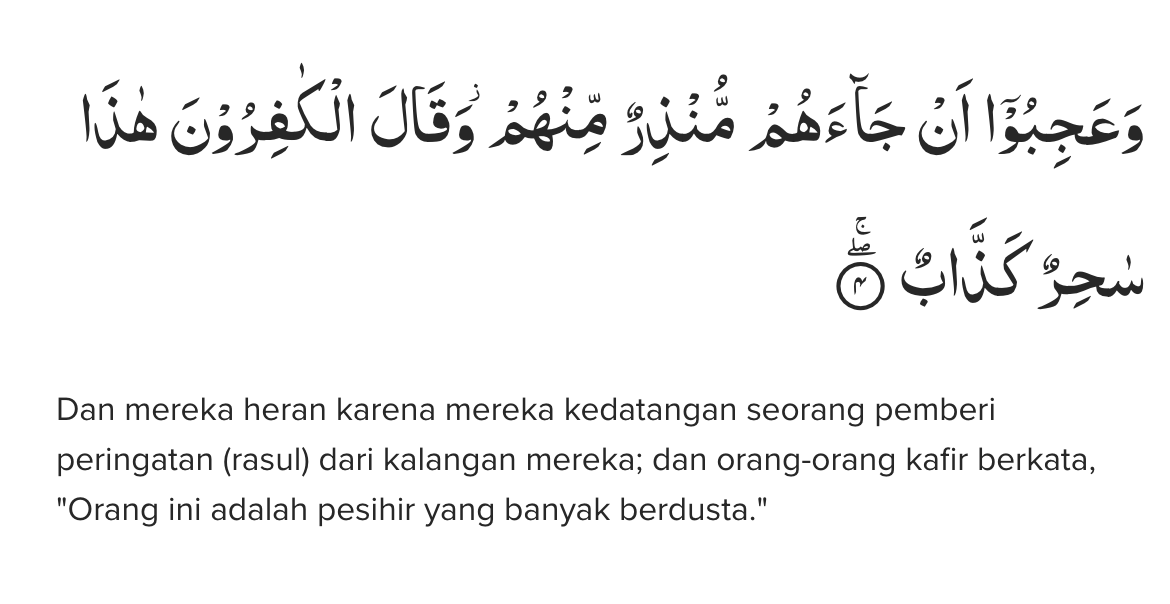 وَعَجِبُوْٓا اَنْ جَاۤءَهُمْ مُّنْذِرٌ مِّنْهُمْ ۖوَقَالَ الْكٰفِرُوْنَ هٰذَا
سٰحِرٌ كَذَّابٌۖۚ ٤
Dan mereka heran karena mereka kedatangan seorang pemberi
peringatan (rasul) dari kalangan mereka; dan orang-orang kafir berkata,
"Orang ini adalah pesihir yang banyak berdusta."